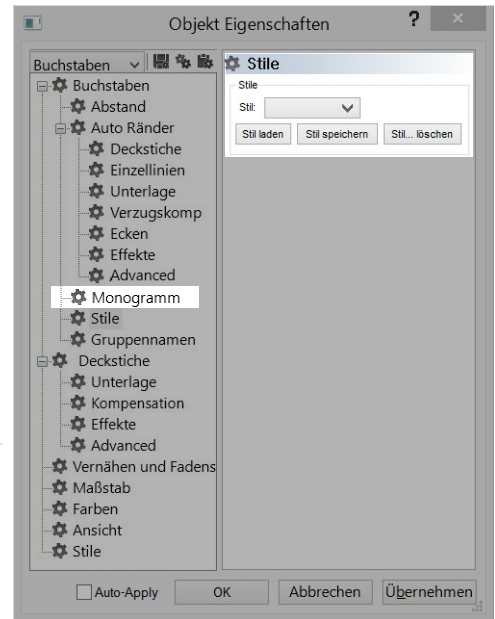 Objekt Eigenschaften ? ×
Buchstaben
Buchstaben
Abstand
Auto Ränder
Deckstiche
Einzellinien
Unterlage
Verzugskomp
Ecken
Effekte
Advanced
Monogramm
Stile
Gruppennamen
Deckstiche
Unterlage
Kompensation
Effekte
Advanced
Vernähen und Fadens
Maßstab
Farben
Ansicht
Stile
Stile
Stile
Stil:
Stil laden Stil speichern Stil... löschen
Auto-Apply OK Abbrechen Übernehmen